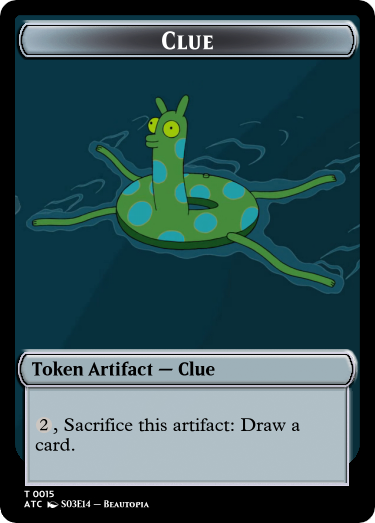 Clue
Token Artifact — Clue
2, Sacrifice this artifact: Draw a
card.
T 0015
ATC S03E14 — Beautopia